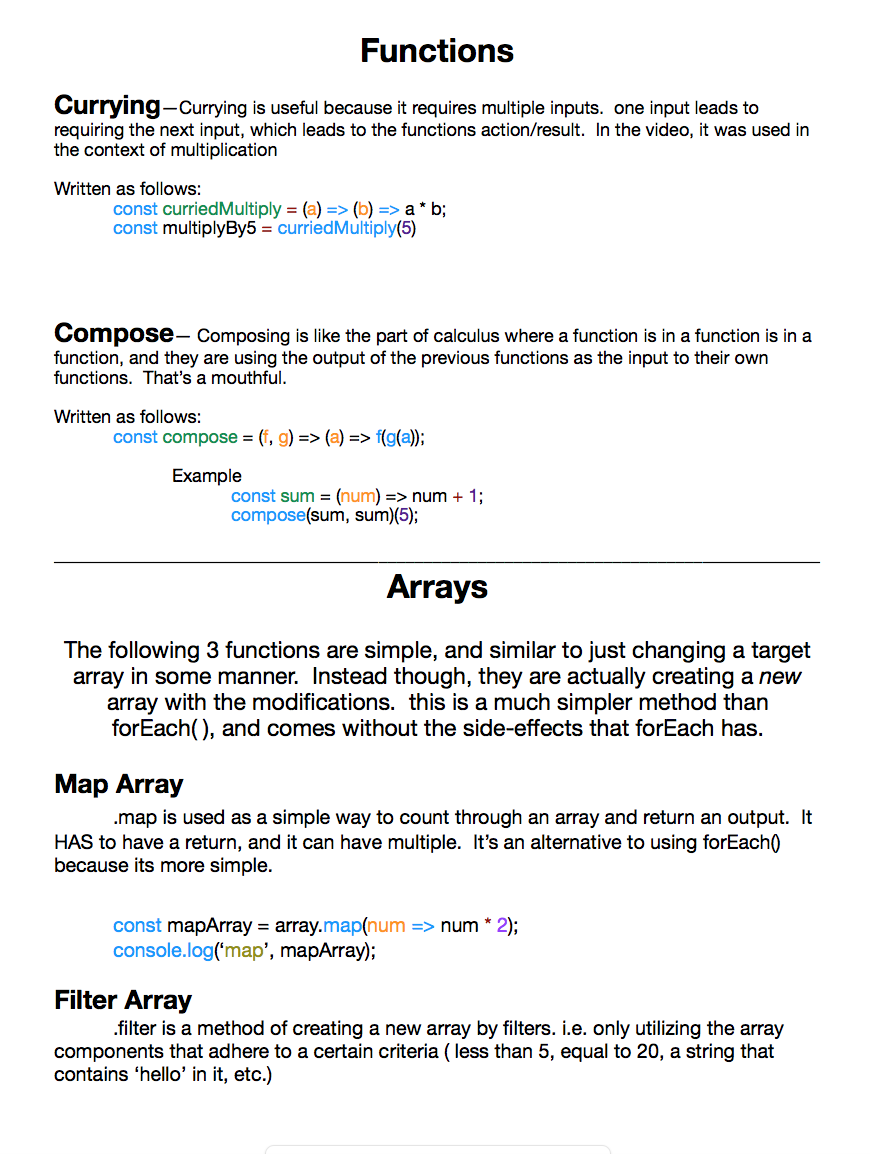 Functions
Currying—Currying is useful because it requires multiple inputs.  one input leads to
requiring the next input, which leads to the functions action/result.  In the video, it was used in
the context of multiplication
Written as follows:
const curriedMultiply = (a) => (b) => a * b;
const multiplyBy5 = curriedMultiply(5)
Compose— Composing is like the part of calculus where a function is in a function is in a
function, and they are using the output of the previous functions as the input to their own
functions.  That’s a mouthful.
Written as follows:
const compose = (f, g) => (a) => f(g(a));
Example
const sum = (num) => num + 1;
compose(sum, sum)(5);
Arrays
The following 3 functions are simple, and similar to just changing a target
array in some manner.  Instead though, they are actually creating a new
array with the modifications.  this is a much simpler method than
forEach( ), and comes without the side-effects that forEach has.
Map Array
.map is used as a simple way to count through an array and return an output.  It
HAS to have a return, and it can have multiple.  It’s an alternative to using forEach()
because its more simple.
const mapArray = array.map(num => num * 2);
console.log(‘map’, mapArray);
Filter Array
.filter is a method of creating a new array by filters. i.e. only utilizing the array
components that adhere to a certain criteria ( less than 5, equal to 20, a string that
contains ‘hello’ in it, etc.)